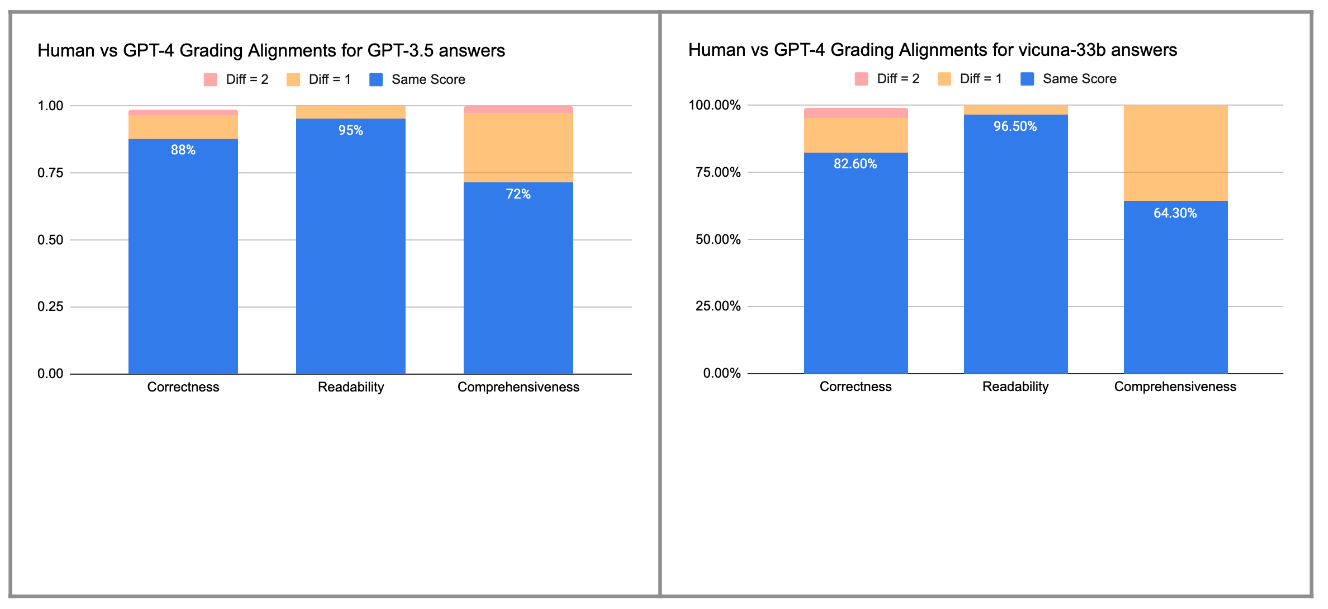 Human vs GPT-4 Grading Alignments for GPT-3.5 answers
Diff = 2 Diff = 1 Same Score
1.00
0.75
0.50
0.25
0.00
88%
95%
72%
Correctness Readability Comprehensiveness
Human vs GPT-4 Grading Alignments for vicuna-33b answers
Diff = 2 Diff = 1 Same Score
100.00%
75.00%
50.00%
25.00%
0.00%
82.60%
96.50%
64.30%
Correctness Readability Comprehensiveness